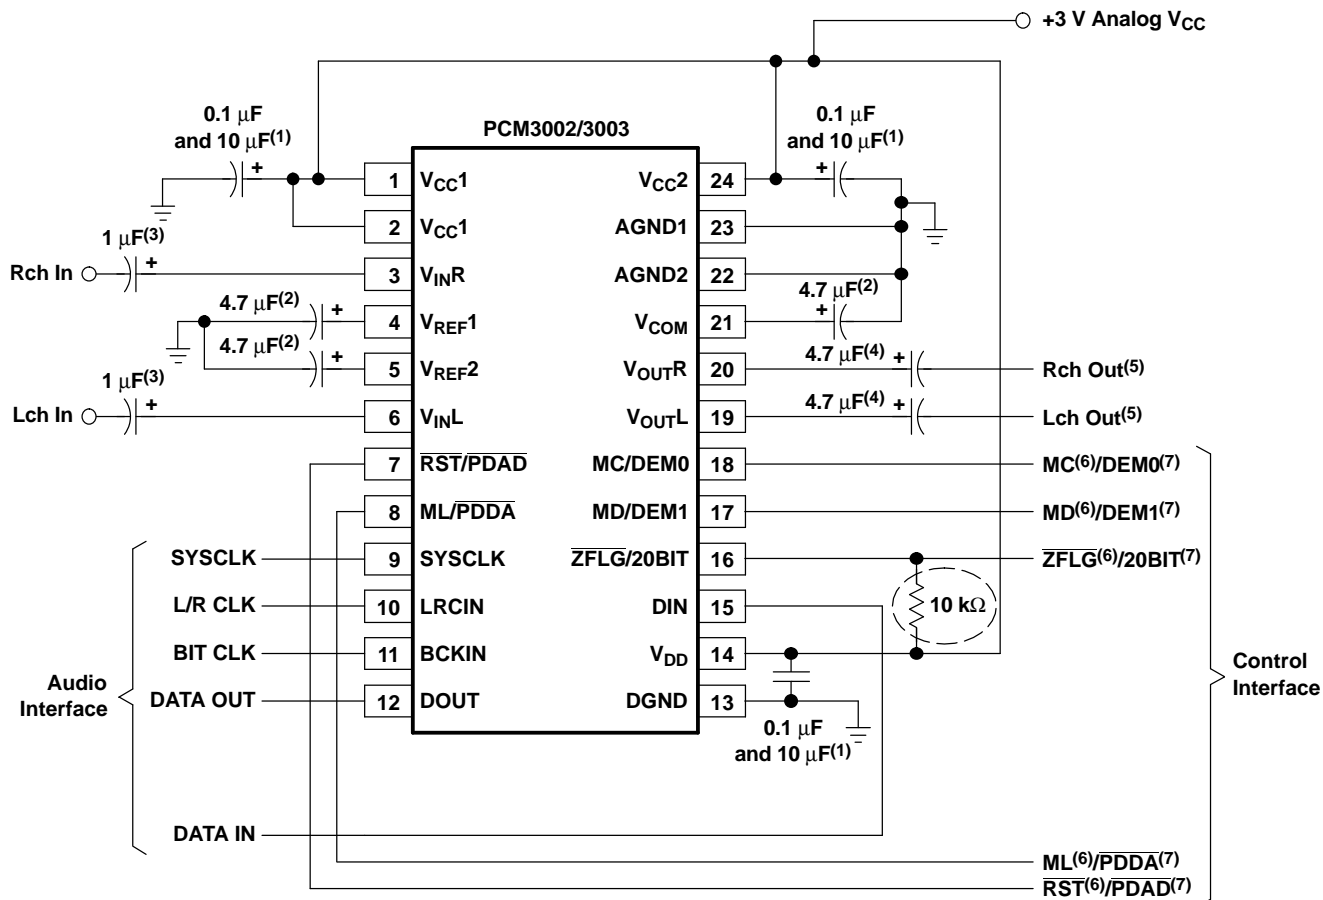 +3 V Analog VCC
0.1 μF
and 10 μF(1)
PCM3002/3003
0.1 μF
and 10 μF(1)
1 VCC1
VCC2 24
2 VCC1
AGND1 23
1 μF(3)
Rch In
3 VINR
AGND2 22
4.7 μF(2)
4 VREF1
VCOM 21
4.7 μF(2)
4.7 μF(2)
5 VREF2
VOUTR 20
4.7 μF(4)
Rch Out(5)
1 μF(3)
Lch In
6 VINL
VOUTL 19
4.7 μF(4)
Lch Out(5)
7 RST/PDAD
MC/DEM0 18
MC(6)/DEM0(7)
8 ML/PDDA
MD/DEM1 17
MD(6)/DEM1(7)
SYSCLK
9 SYSCLK
ZFLG/20BIT 16
ZFLG(6)/20BIT(7)
L/R CLK
10 LRCIN
DIN 15
10 kΩ
BIT CLK
11 BCKIN
VDD 14
DATA OUT
12 DOUT
DGND 13
0.1 μF
and 10 μF(1)
Audio
Interface
Control
Interface
DATA IN
ML(6)/PDDA(7)
RST(6)/PDAD(7)
+
+
+
+
+
+
+
+
+